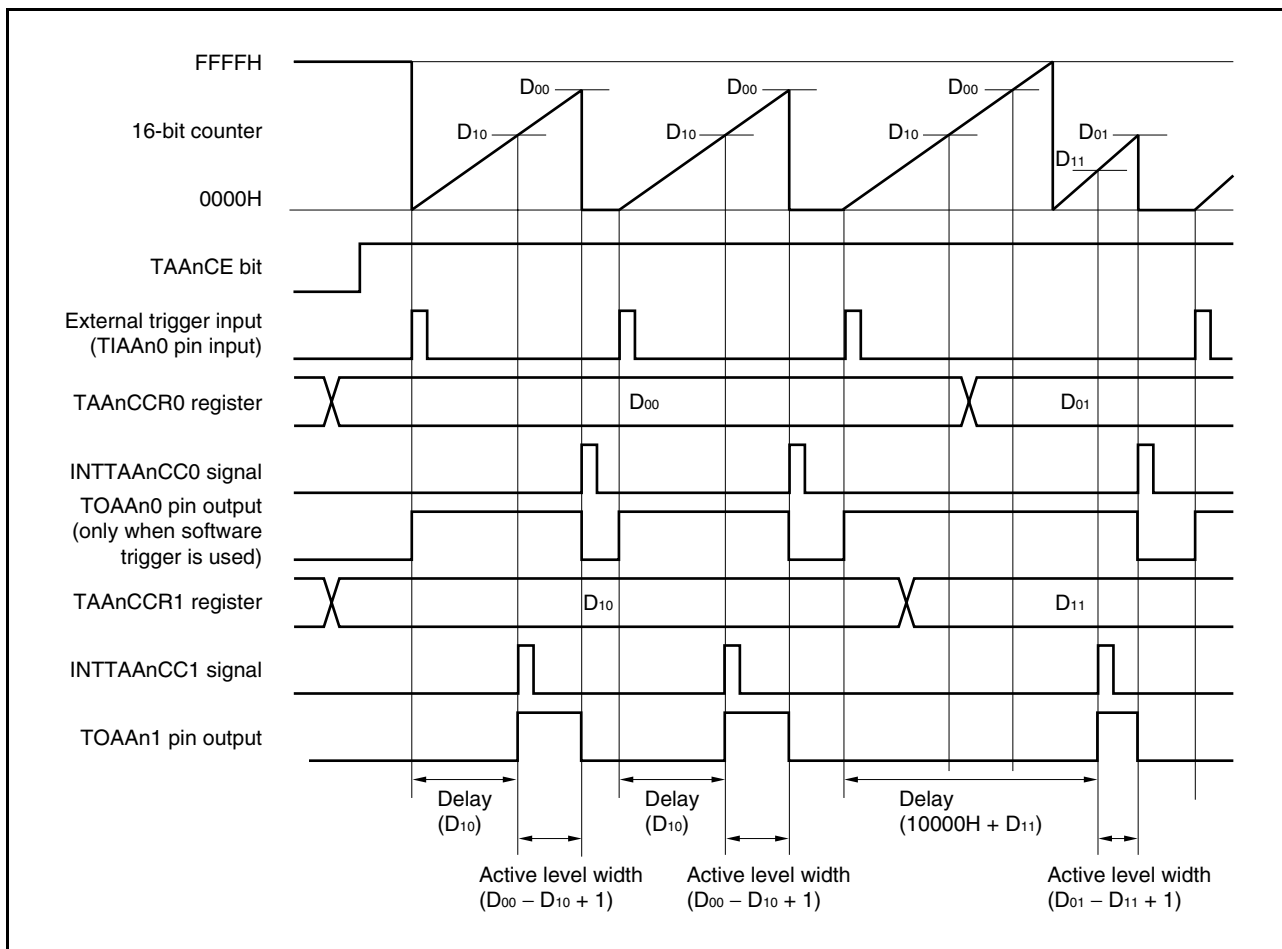 FFFFH
D00
D00
D00
16-bit counter
D10
D10
D10
D01
D11
0000H
TAAnCE bit
External trigger input
(TIAAn0 pin input)
TAAnCCR0 register
D00
D01
INTTAAnCC0 signal
TOAAn0 pin output
(only when software
trigger is used)
TAAnCCR1 register
D10
D11
INTTAAnCC1 signal
TOAAn1 pin output
Delay
(D10)
Delay
(D10)
Delay
(10000H + D11)
Active level width
(D00 − D10 + 1)
Active level width
(D00 − D10 + 1)
Active level width
(D01 − D11 + 1)